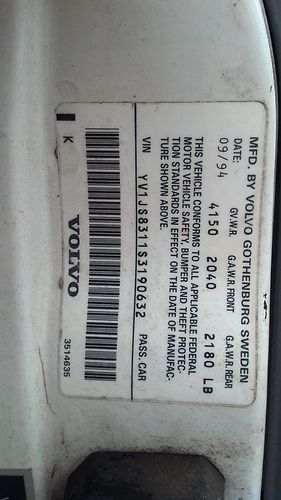 MFD. BY VOLVO GOTHENBURG SWEDEN
DATE: G.V.W.R. G.A.W.R. FRONT G.A.W.R. REAR
09/94 4150 2040 2180 LB
THIS VEHICLE CONFORMS TO ALL APPLICABLE FEDERAL
MOTOR VEHICLE SAFETY, BUMPER AND THEFT PROTEC-
TION STANDARDS IN EFFECT ON THE DATE OF MANUFAC-
TURE SHOWN ABOVE.
VIN YV1JS8311S3190632 PASS. CAR
K VOLVO 3514635